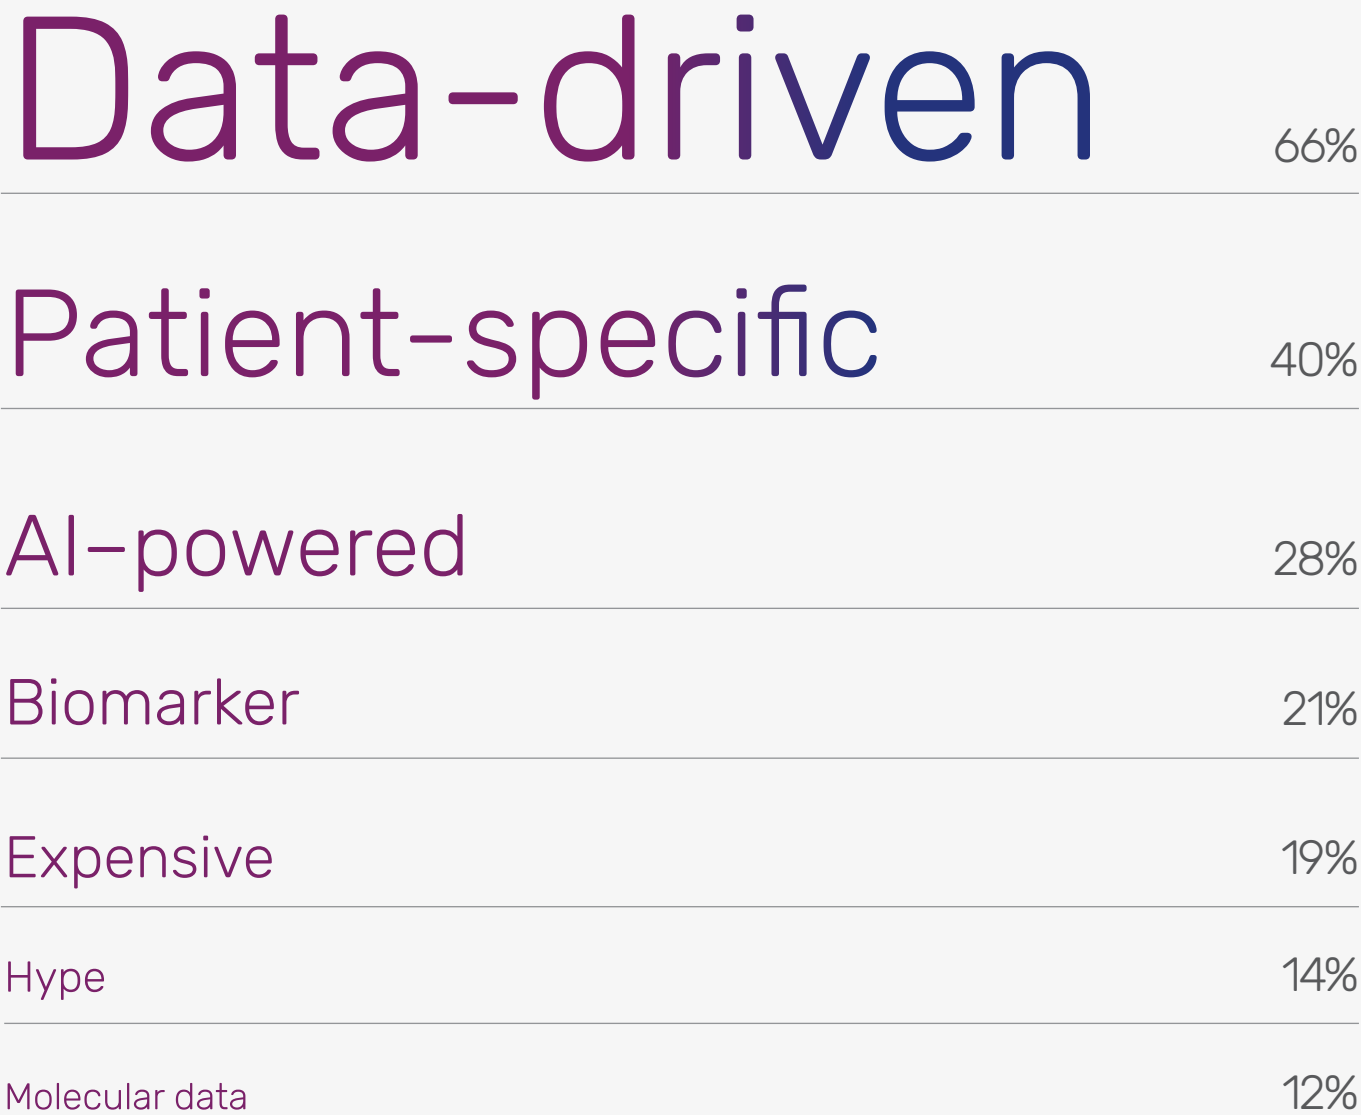 Data-driven 66%
Patient-specific 40%
AI–powered 28%
Biomarker 21%
Expensive 19%
Hype 14%
Molecular data 12%